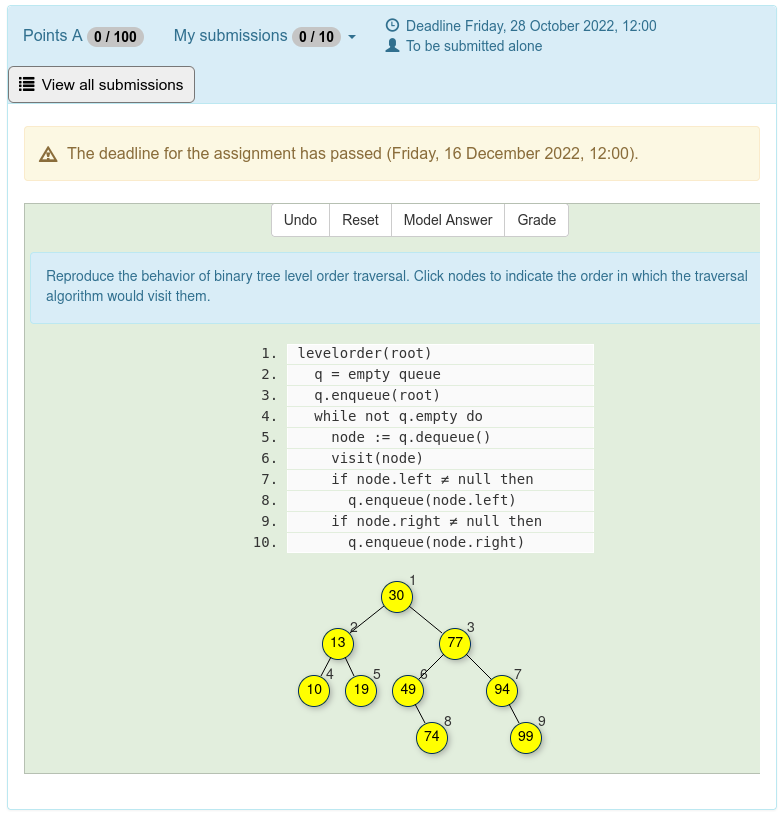 Points A 0 / 100 My submissions 0 / 10
Deadline Friday, 28 October 2022, 12:00
To be submitted alone
View all submissions
The deadline for the assignment has passed (Friday, 16 December 2022, 12:00).
Undo Reset Model Answer Grade
Reproduce the behavior of binary tree level order traversal. Click nodes to indicate the order in which the traversal
algorithm would visit them.
1. levelorder(root)
2. q = empty queue
3. q.enqueue(root)
4. while not q.empty do
5. node := q.dequeue()
6. visit(node)
7. if node.left ≠ null then
8. q.enqueue(node.left)
9. if node.right ≠ null then
10. q.enqueue(node.right)
1
30
2 3
13 77
4 5 6 7
10 19 49 94
8 9
74 99